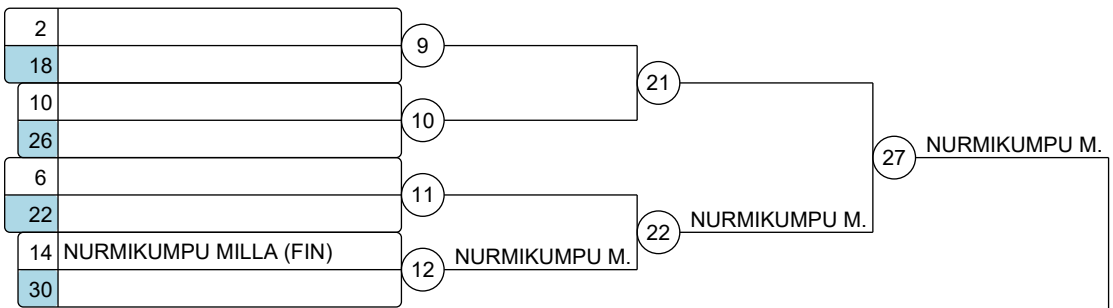 2
9
18
21
10
10
26
27 NURMIKUMPU M.
6
11
22
22 NURMIKUMPU M.
14 NURMIKUMPU MILLA (FIN)
12 NURMIKUMPU M.
30